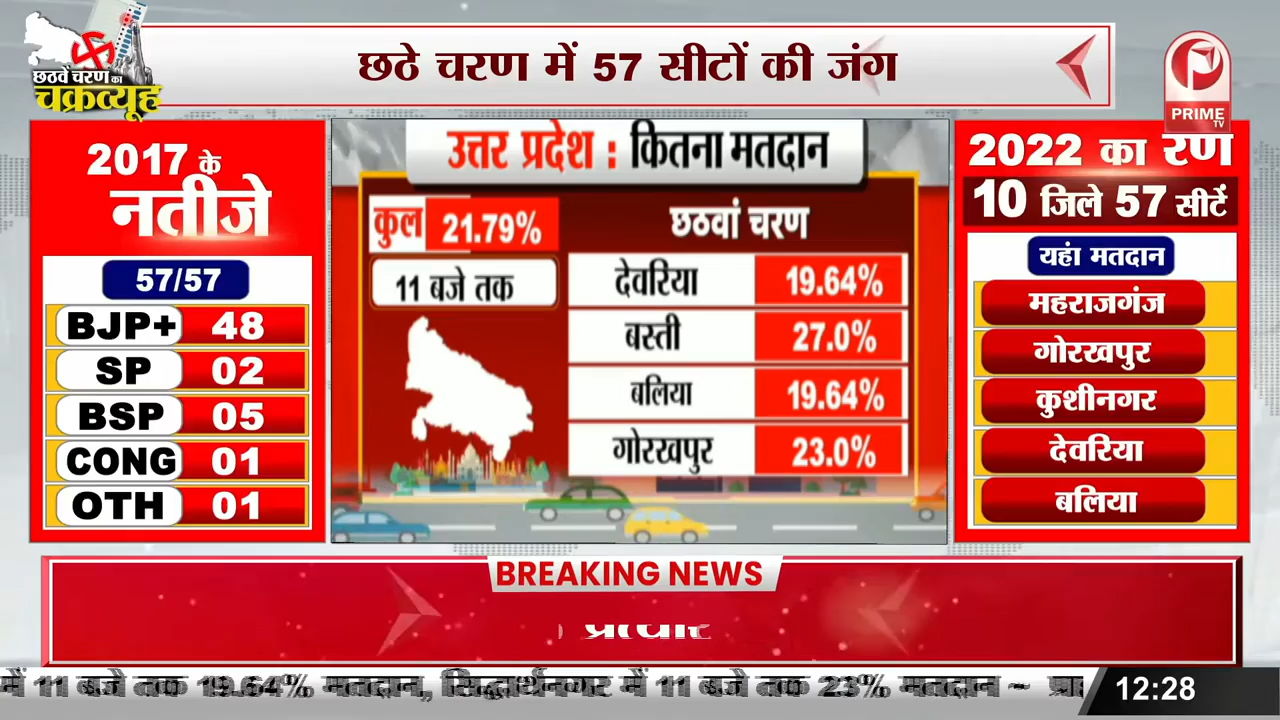 छठवें चरण का
चक्रव्यूह
छठे चरण में 57 सीटों की जंग
PRIME
TV
2017 के
नतीजे
57/57
BJP+ 48
SP 02
BSP 05
CONG 01
OTH 01
उत्तर प्रदेश : कितना मतदान
कुल 21.79%
11 बजे तक
छठवां चरण
देवरिया 19.64%
बस्ती 27.0%
बलिया 19.64%
गोरखपुर 23.0%
2022 का रण
10 जिले 57 सीटें
यहां मतदान
महराजगंज
गोरखपुर
कुशीनगर
देवरिया
बलिया
BREAKING NEWS
में 11 बजे तक 19.64% मतदान, सिद्धार्थनगर में 11 बजे तक 23% मतदान ~
12:28